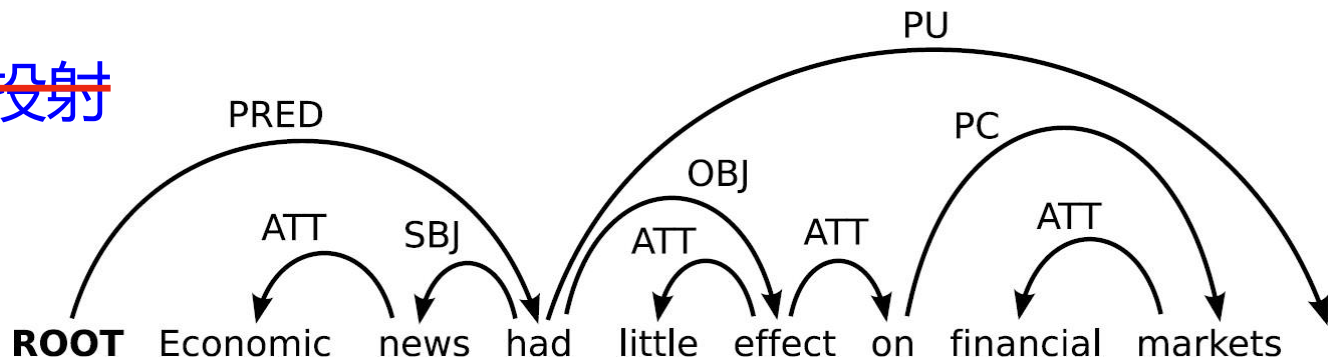 PU
投射
PRED
PC
OBJ
ATT
SBJ
ATT
ATT
ATT
ROOT Economic news had little effect on financial markets